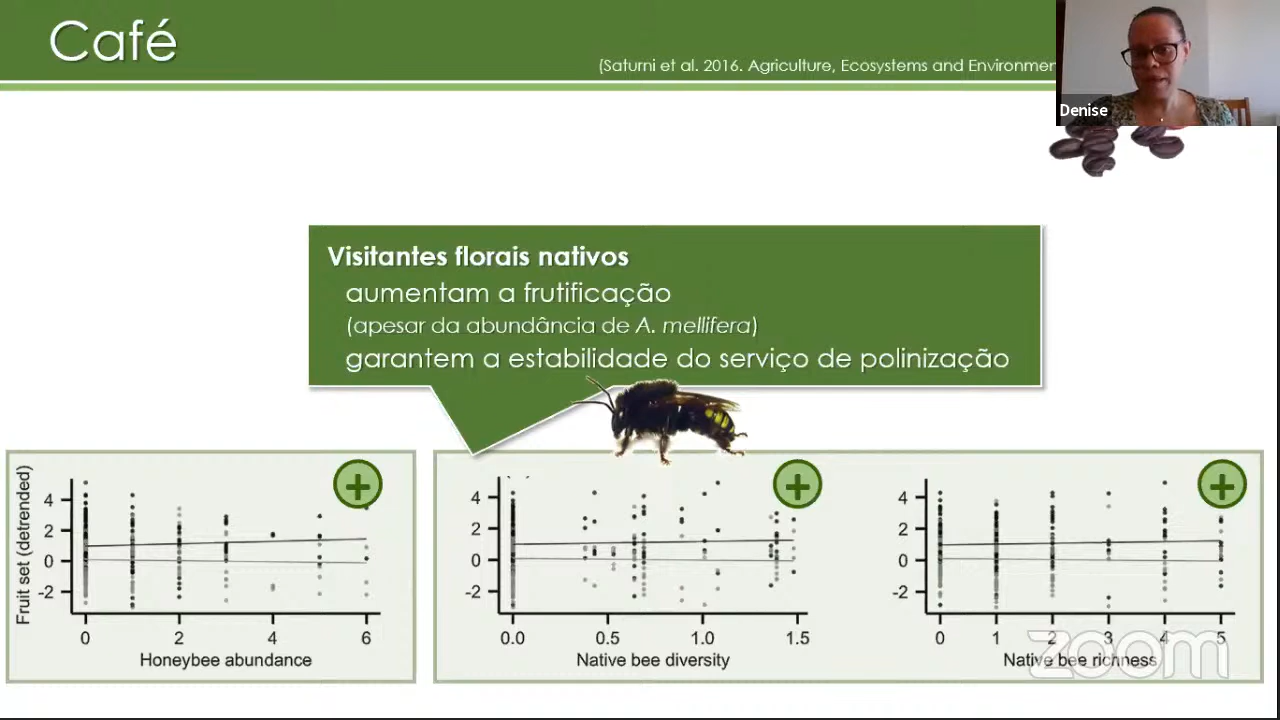 Café
(Saturni et al. 2016. Agriculture, Ecosystems and Environmen
Denise
Visitantes florais nativos
aumentam a frutificação
(apesar da abundância de A. mellifera)
garantem a estabilidade do serviço de polinização
+
+
+
Fruit set (detrended)
4
2
0
-2
0
2
4
6
Honeybee abundance
4
2
0
-2
0.0
0.5
1.0
1.5
Native bee diversity
4
2
0
-2
0
1
2
3
4
5
Native bee richness
zoom